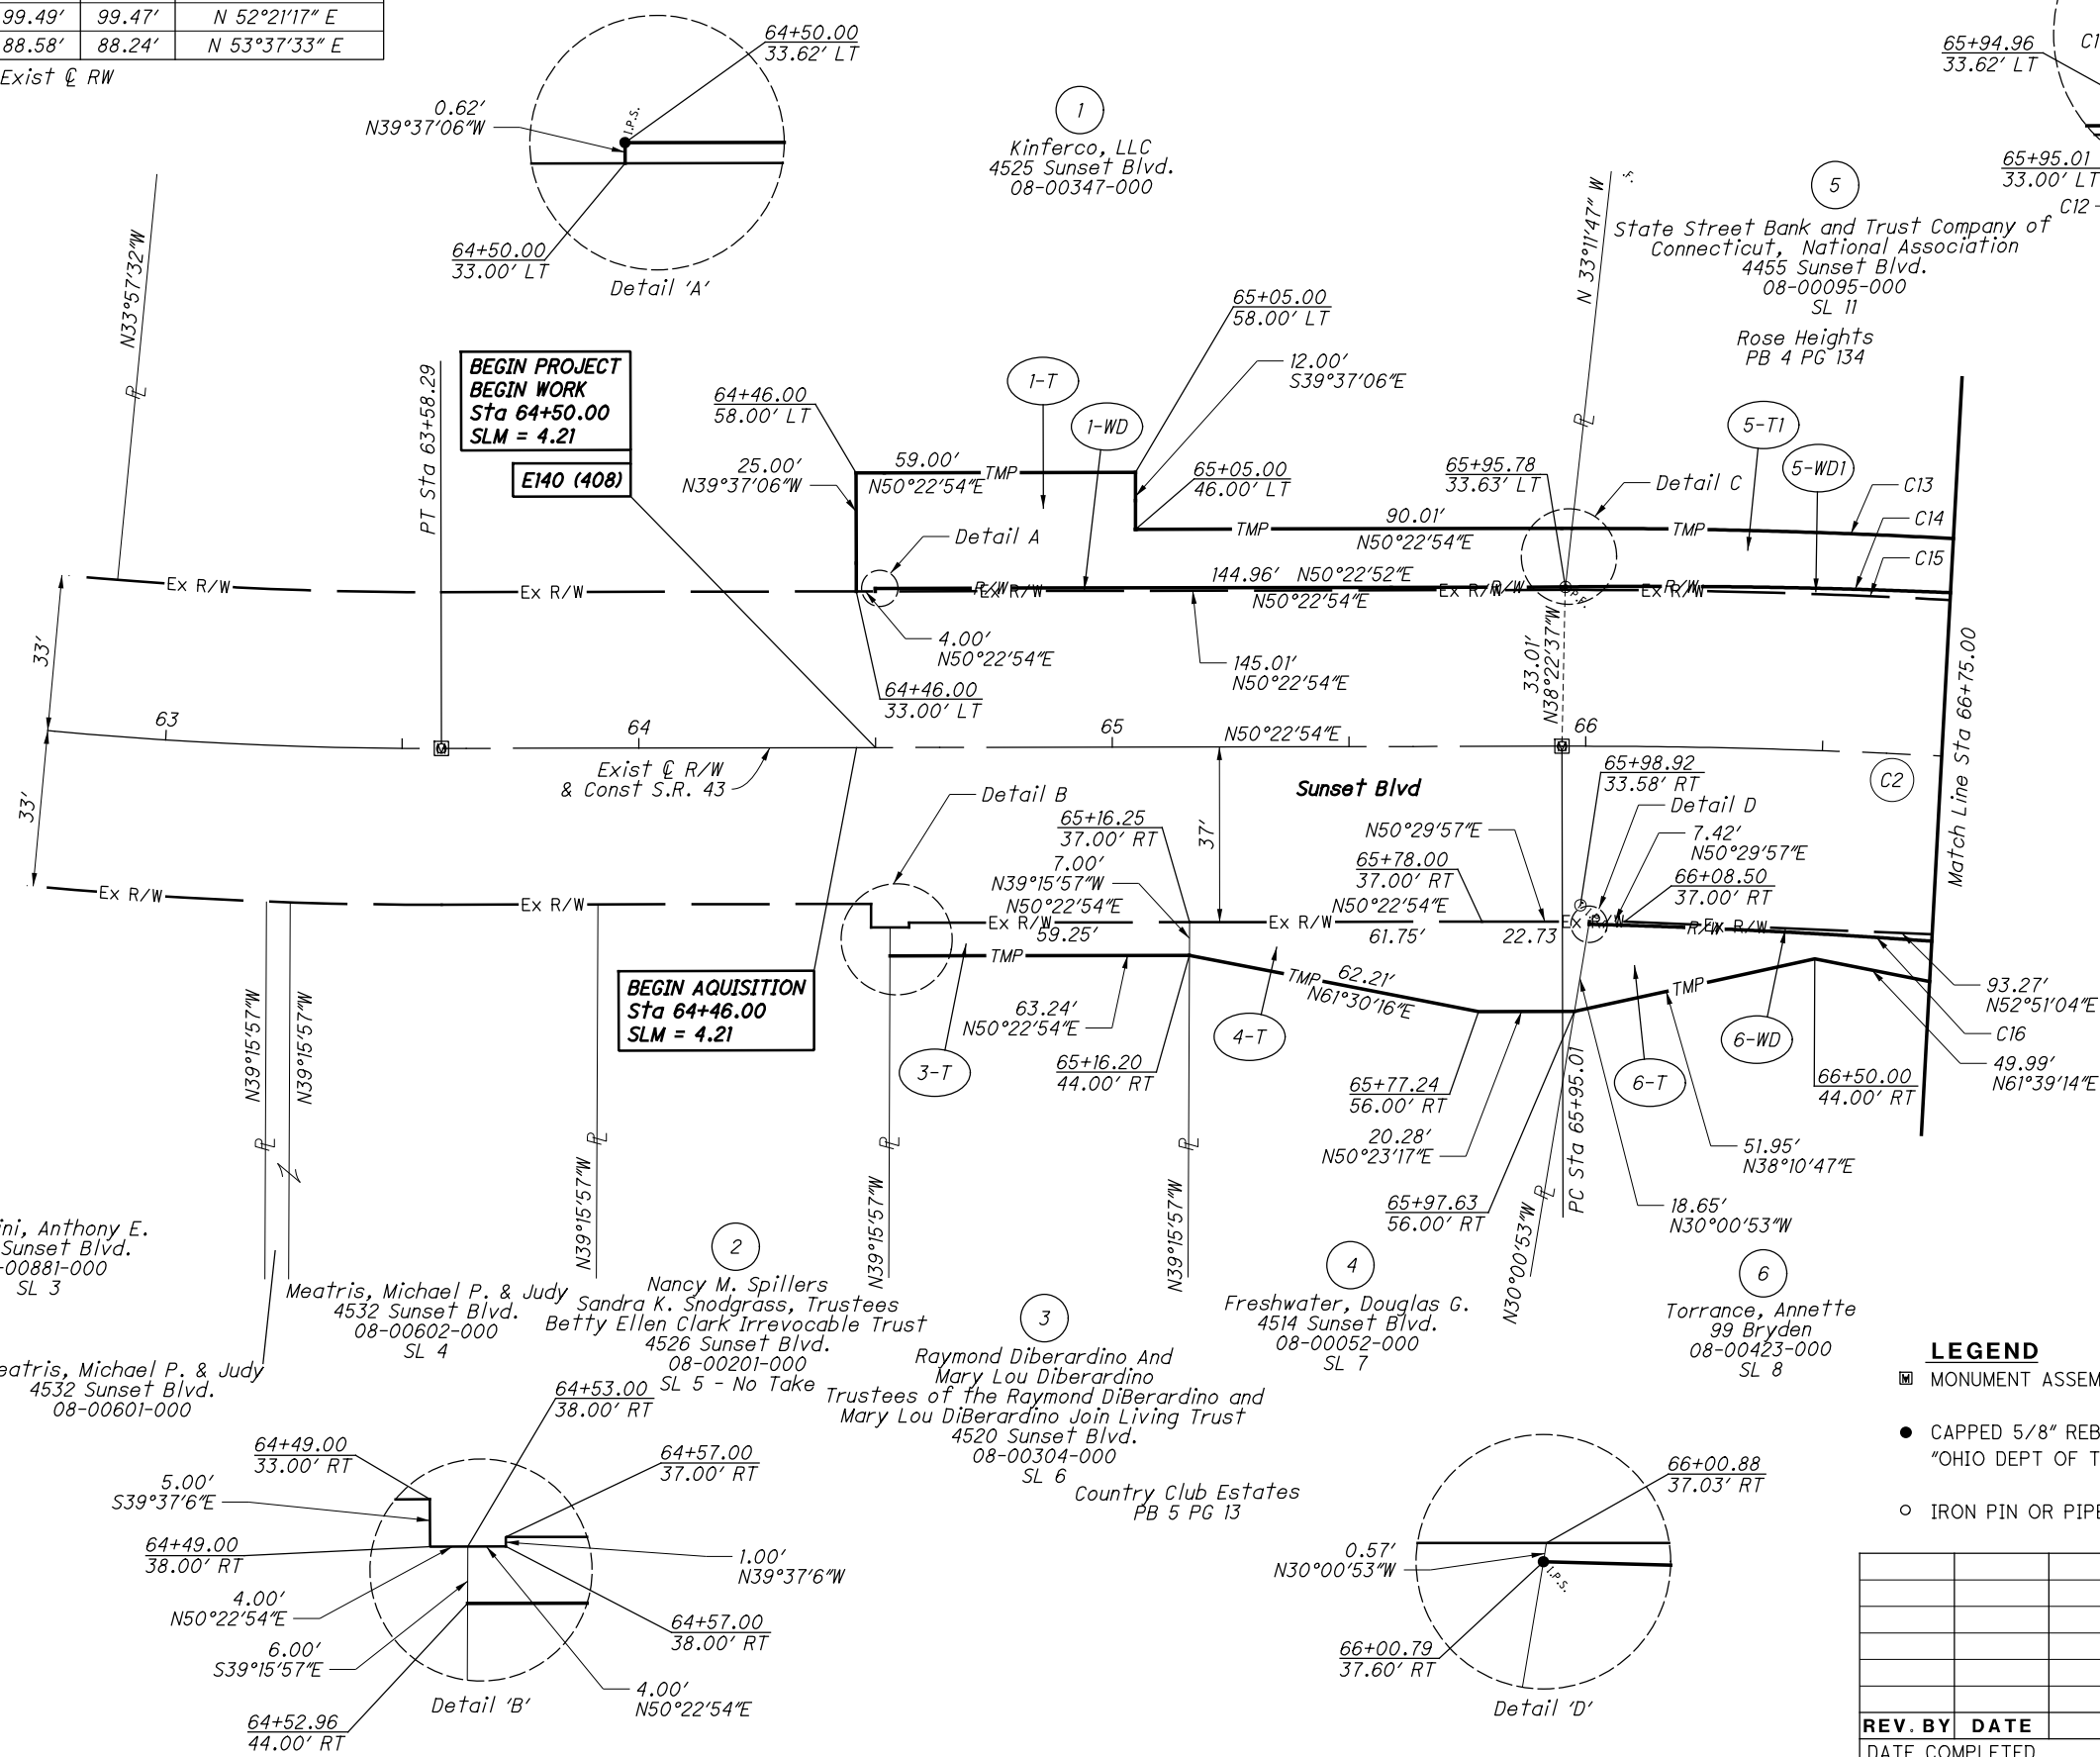 99.49' 99.47' N 52°21'17" E
88.58' 88.24' N 53°37'33" E
Exist ℄ RW
64+50.00
33.62' LT
0.62'
N39°37'06"W
I.P.S.
64+50.00
33.00' LT
Detail 'A'
1
Kinferco, LLC
4525 Sunset Blvd.
08-00347-000
65+94.96
33.62' LT
65+95.01
33.00' LT
C12
5
State Street Bank and Trust Company of
Connecticut, National Association
4455 Sunset Blvd.
08-00095-000
SL 11
Rose Heights
PB 4 PG 134
N33°57'32"W
PT Sta 63+58.29
BEGIN PROJECT
BEGIN WORK
Sta 64+50.00
SLM = 4.21
E140 (408)
64+46.00
58.00' LT
25.00'
N39°37'06"W
59.00'
N50°22'54"E
TMP
1-T
1-WD
65+05.00
58.00' LT
12.00'
S39°37'06"E
65+05.00
46.00' LT
N 33°11'47" W
65+95.78
33.63' LT
Detail C
5-T1
5-WD1
C13
C14
C15
TMP
90.01'
N50°22'54"E
TMP
Detail A
144.96' N50°22'52"E
N50°22'54"E
Ex R/W
Ex R/W
R/W
Ex R/W
Ex R/W
R/W
Ex R/W
R/W
4.00'
N50°22'54"E
145.01'
N50°22'54"E
64+46.00
33.00' LT
33.01'
N38°22'37"W
33'
33'
63
64
65
66
N50°22'54"E
Exist ℄ R/W
& Const S.R. 43
Sunset Blvd
C2
Match Line Sta 66+75.00
Detail B
65+16.25
37.00' RT
7.00'
N39°15'57"W
N50°22'54"E
37'
N50°29'57"E
65+78.00
37.00' RT
N50°22'54"E
65+98.92
33.58' RT
Detail D
7.42'
N50°29'57"E
66+08.50
37.00' RT
Ex R/W
Ex R/W
Ex R/W
Ex R/W
Ex R/W
R/W
Ex R/W
59.25'
61.75'
22.73
TMP
TMP
62.21'
N61°30'16"E
TMP
BEGIN AQUISITION
Sta 64+46.00
SLM = 4.21
63.24'
N50°22'54"E
3-T
4-T
6-T
6-WD
65+16.20
44.00' RT
65+77.24
56.00' RT
20.28'
N50°23'17"E
65+97.63
56.00' RT
PC Sta 65+95.01
66+50.00
44.00' RT
51.95'
N38°10'47"E
18.65'
N30°00'53"W
93.27'
N52°51'04"E
C16
49.99'
N61°39'14"E
N39°15'57"W
N39°15'57"W
N39°15'57"W
N39°15'57"W
N39°15'57"W
N30°00'53"W
ini, Anthony E.
Sunset Blvd.
-00881-000
SL 3
Meatris, Michael P. & Judy
4532 Sunset Blvd.
08-00602-000
SL 4
eatris, Michael P. & Judy
4532 Sunset Blvd.
08-00601-000
2
Nancy M. Spillers
Sandra K. Snodgrass, Trustees
Betty Ellen Clark Irrevocable Trust
4526 Sunset Blvd.
08-00201-000
SL 5 - No Take
3
Raymond Diberardino And
Mary Lou Diberardino
Trustees of the Raymond DiBerardino and
Mary Lou DiBerardino Join Living Trust
4520 Sunset Blvd.
08-00304-000
SL 6
Country Club Estates
PB 5 PG 13
4
Freshwater, Douglas G.
4514 Sunset Blvd.
08-00052-000
SL 7
6
Torrance, Annette
99 Bryden
08-00423-000
SL 8
LEGEND
MONUMENT ASSEM
CAPPED 5/8" REB
"OHIO DEPT OF T
IRON PIN OR PIPE
64+53.00
38.00' RT
64+49.00
33.00' RT
5.00'
S39°37'6"E
64+49.00
38.00' RT
4.00'
N50°22'54"E
6.00'
S39°15'57"E
64+52.96
44.00' RT
64+57.00
37.00' RT
1.00'
N39°37'6"W
64+57.00
38.00' RT
4.00'
N50°22'54"E
Detail 'B'
66+00.88
37.03' RT
0.57'
N30°00'53"W
I.P.S.
66+00.79
37.60' RT
Detail 'D'
REV. BY DATE
DATE COMPLETED